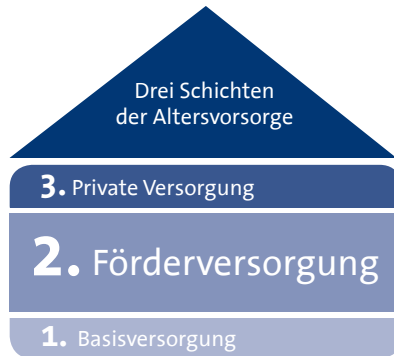 Drei Schichten
der Altersvorsorge
3. Private Versorgung
2. Förderversorgung
1. Basisversorgung